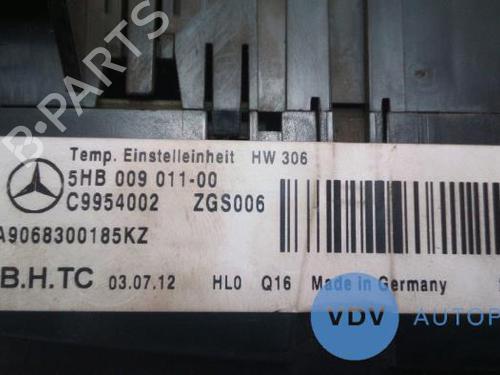 B-PARTS
Temp. Einstelleinheit HW 306
5HB 009 011-00
C9954002 ZGS006
A9068300185KZ
B.H.TC 03.07.12 HL0 Q16 Made in Germany
VDV AUTOP